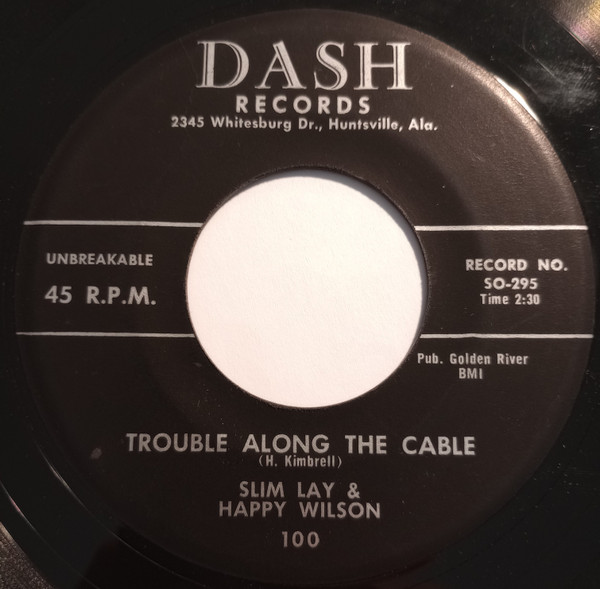 DASH
RECORDS
2345 Whitesburg Dr., Huntsville, Ala.
UNBREAKABLE
45 R.P.M.
RECORD NO.
SO-295
Time 2:30
Pub. Golden River
BMI
TROUBLE ALONG THE CABLE
(H. Kimbrell)
SLIM LAY &
HAPPY WILSON
100